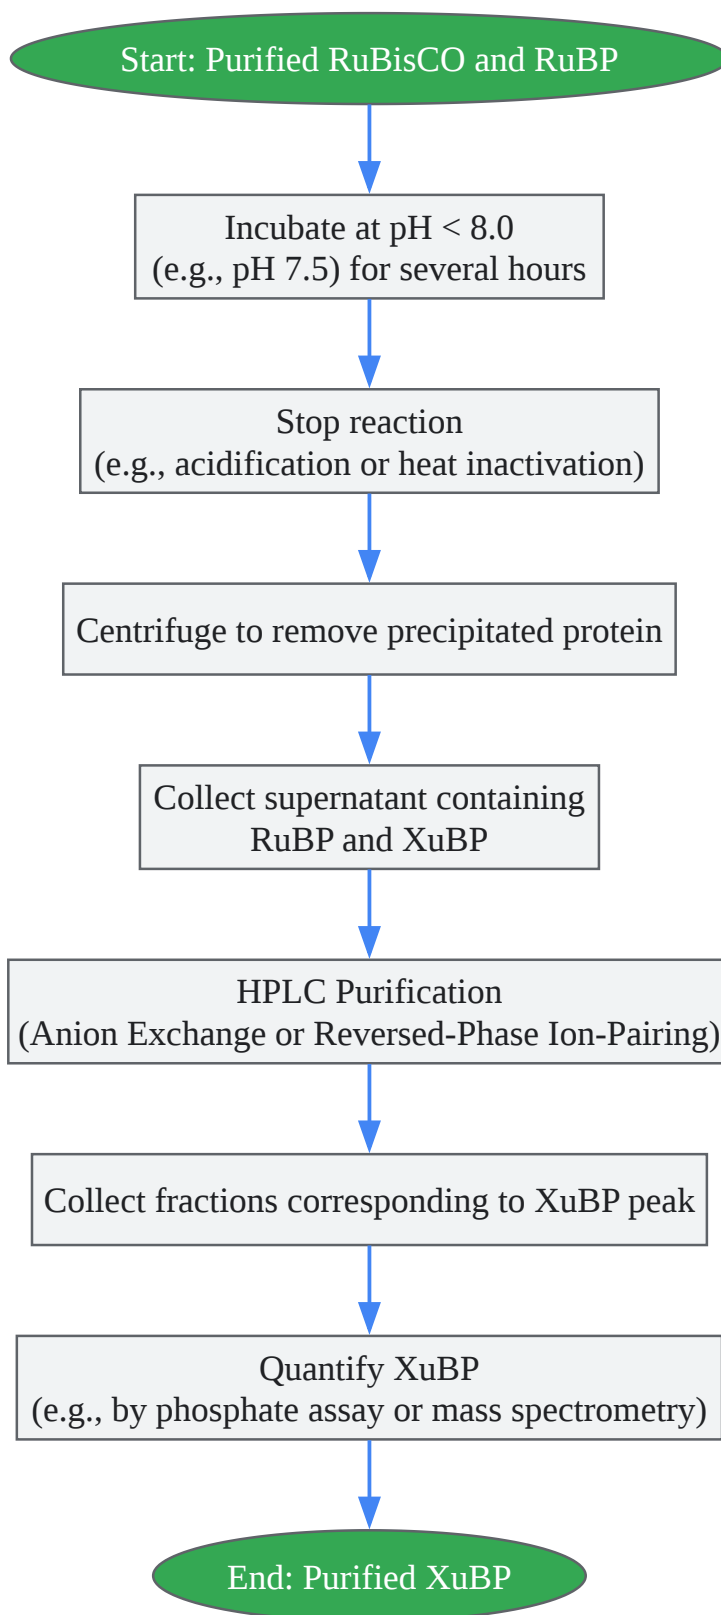 Start: Purified RuBisCO and RuBP
Incubate at pH < 8.0
(e.g., pH 7.5) for several hours
Stop reaction
(e.g., acidification or heat inactivation)
Centrifuge to remove precipitated protein
Collect supernatant containing
RuBP and XuBP
HPLC Purification
(Anion Exchange or Reversed-Phase Ion-Pairing)
Collect fractions corresponding to XuBP peak
Quantify XuBP
(e.g., by phosphate assay or mass spectrometry)
End: Purified XuBP